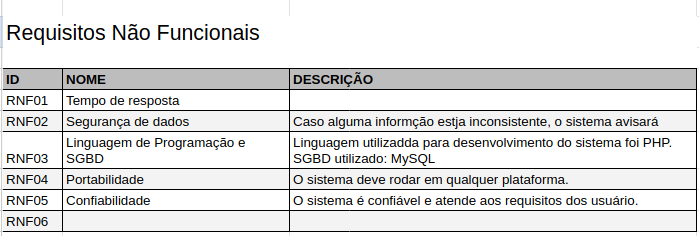 Requisitos Não Funcionais
ID NOME DESCRIÇÃO
RNF01 Tempo de resposta
RNF02 Segurança de dados Caso alguma informção estja inconsistente, o sistema avisará
Linguagem de Programação e Linguagem utilizadda para desenvolvimento do sistema foi PHP.
RNF03 SGBD SGBD utilizado: MySQL
RNF04 Portabilidade O sistema deve rodar em qualquer plataforma.
RNF05 Confiabilidade O sistema é confiável e atende aos requisitos dos usuário.
RNF06